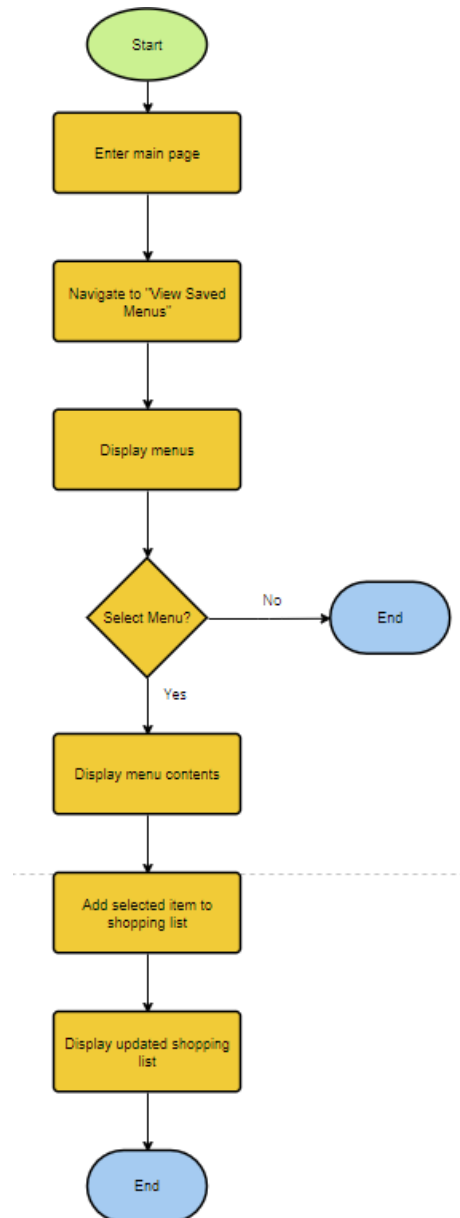 Start
Enter main page
Navigate to "View Saved
Menus"
Display menus
Select Menu?
No
End
Yes
Display menu contents
Add selected item to
shopping list
Display updated shopping
list
End